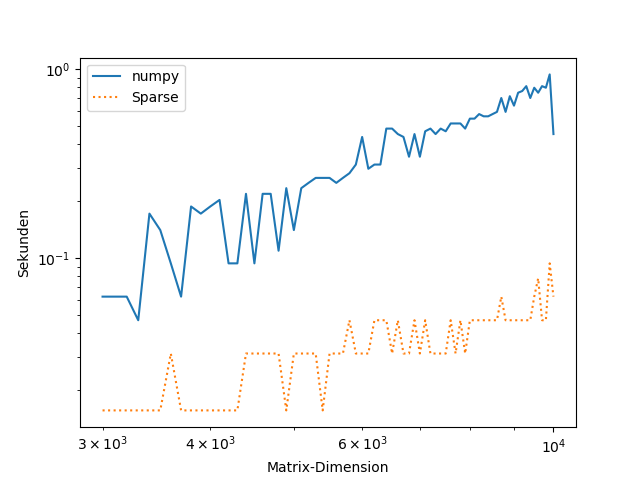 numpy
Sparse
10⁰
10⁻¹
Sekunden
3 × 10³
4 × 10³
6 × 10³
10⁴
Matrix-Dimension